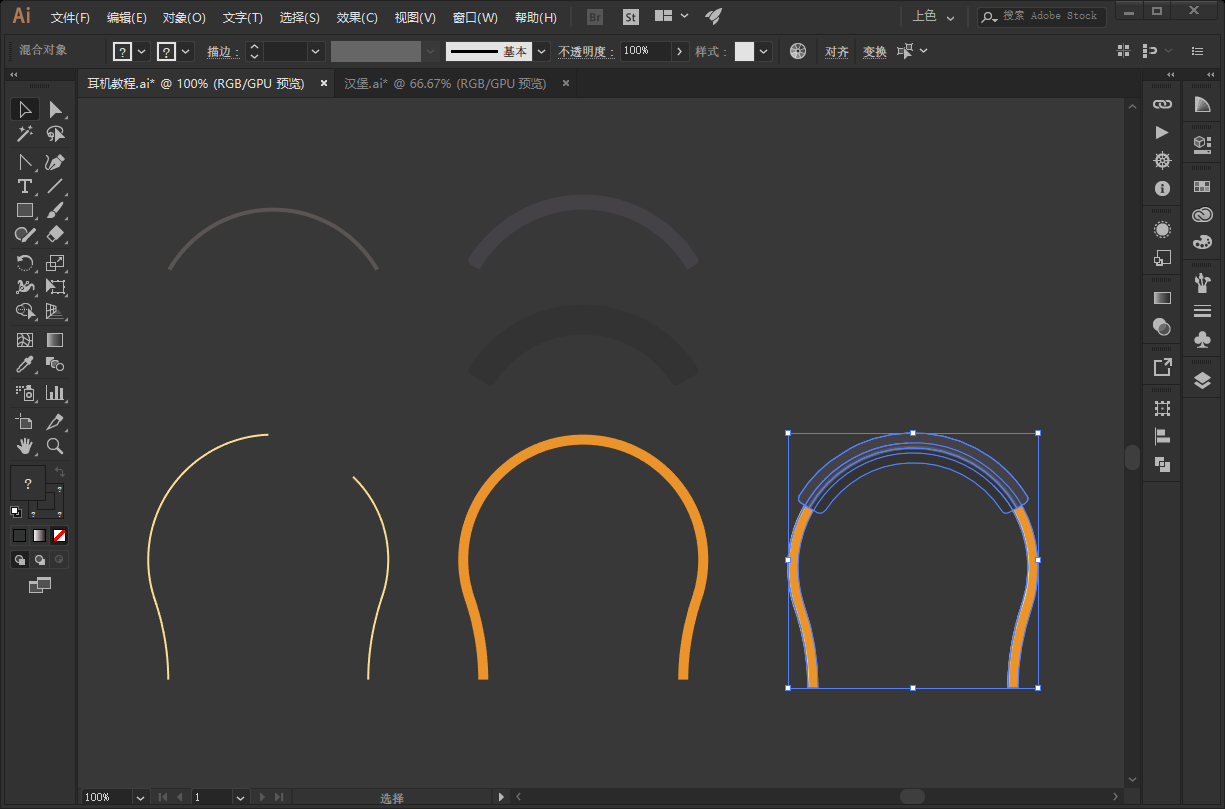 Ai 文件(F) 编辑(E) 对象(O) 文字(T) 选择(S) 效果(C) 视图(V) 窗口(W) 帮助(H) Br St 上色 搜索 Adobe Stock
混合对象 ? ? 描边： 基本 不透明度： 100% 样式： 对齐 变换
耳机教程.ai* @ 100% (RGB/GPU 预览) × 汉堡.ai* @ 66.67% (RGB/GPU 预览) ×
T
?
?
? ?
100% 1 选择